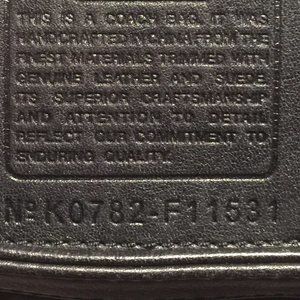 THIS IS A COACH BAG. IT WAS
HANDCRAFTED IN CHINA FROM THE
FINEST MATERIALS TRIMMED WITH
GENUINE LEATHER AND SUEDE.
ITS SUPERIOR CRAFTSMANSHIP
AND ATTENTION TO DETAIL
REFLECT OUR COMMITMENT TO
ENDURING QUALITY.
Nº K0782-F11531